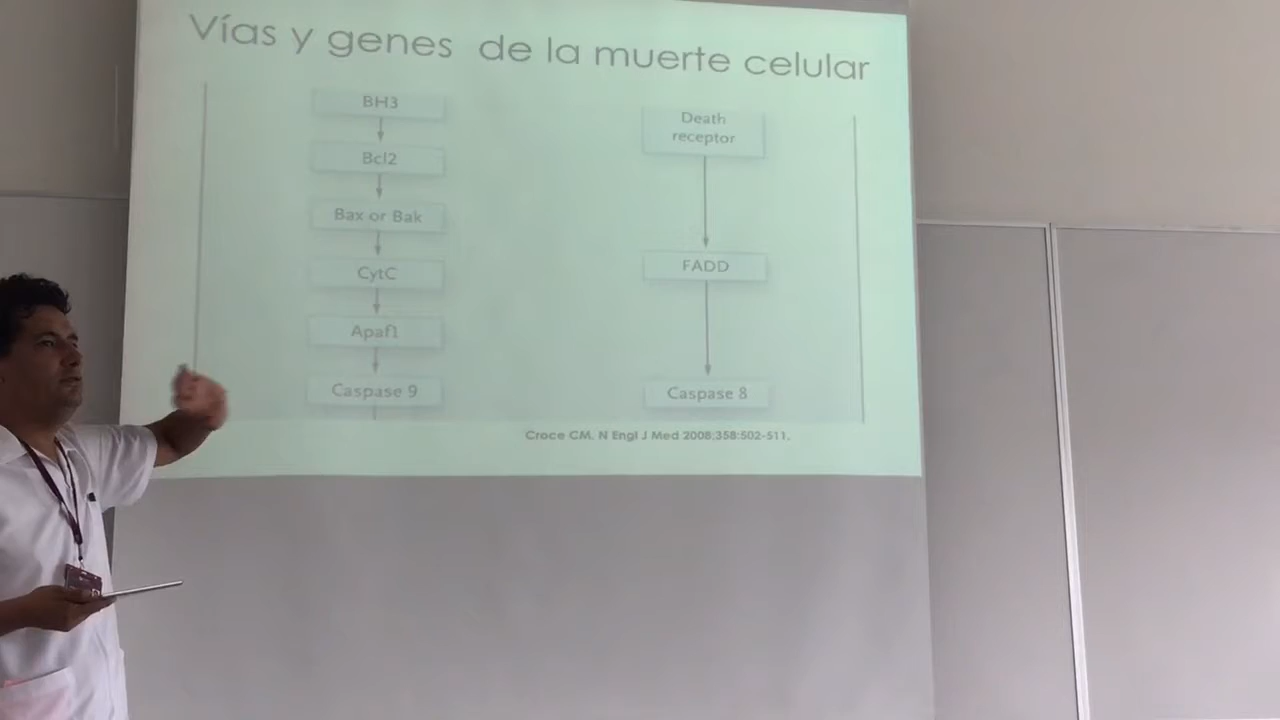 Vías y genes de la muerte celular
BH3
Bcl2
Bax or Bak
CytC
Apaf1
Caspase 9
Death
receptor
FADD
Caspase 8
Croce CM. N Engl J Med 2008;358:502-511.